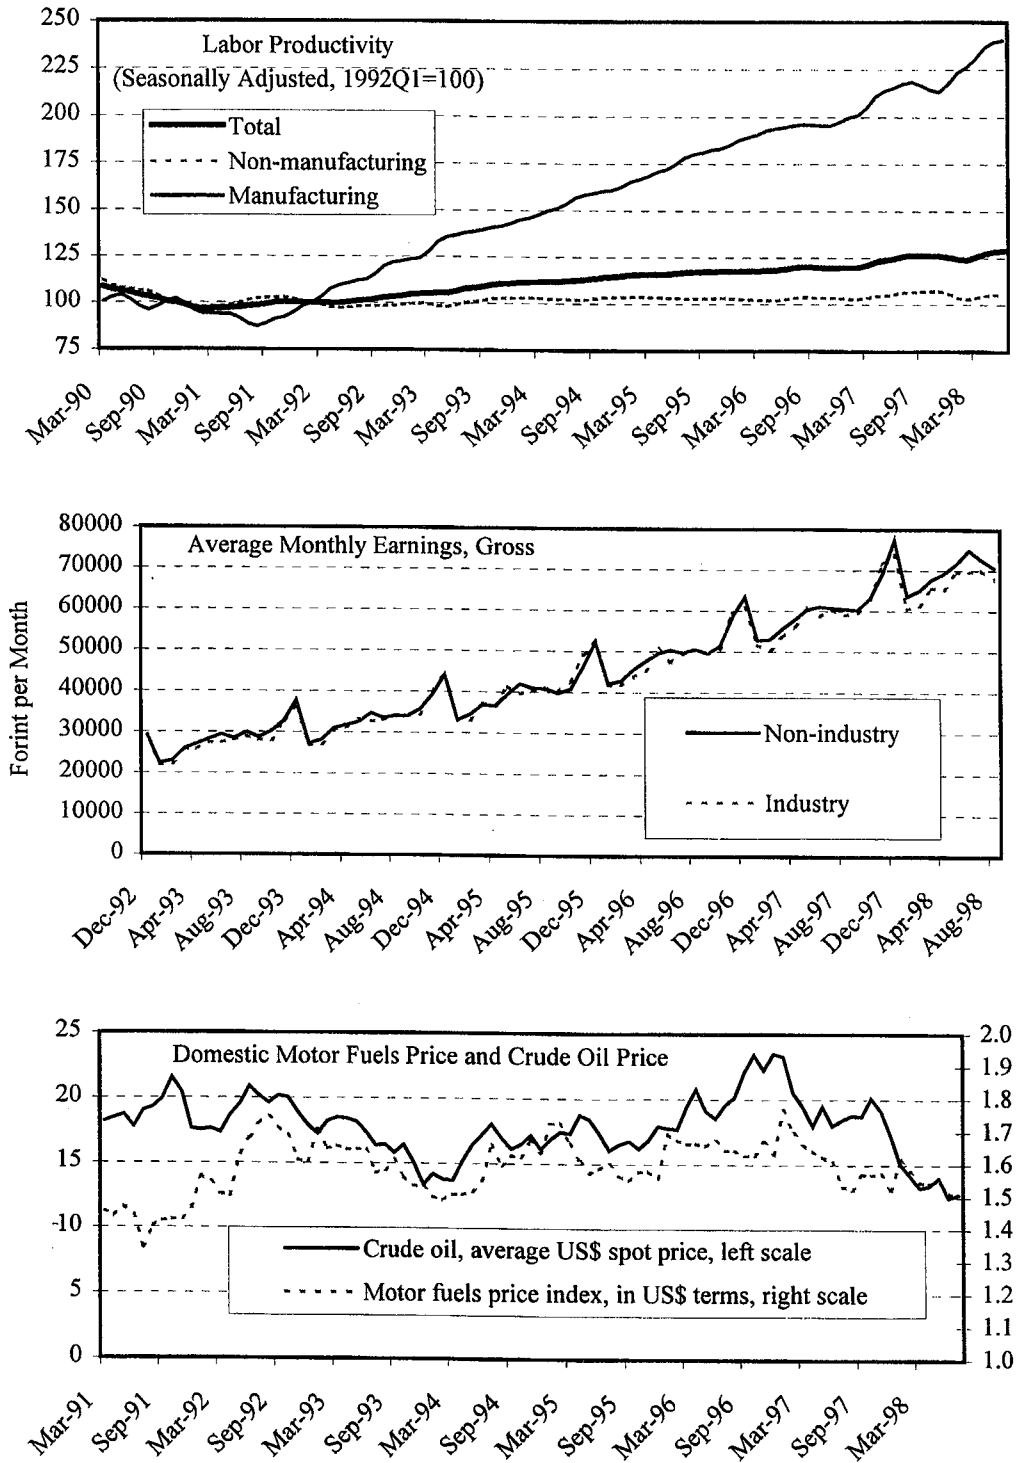 250
225
200
175
150
125
100
75
Labor Productivity
(Seasonally Adjusted, 1992Q1=100)
Total
Non-manufacturing
Manufacturing
Mar-90
Sep-90
Mar-91
Sep-91
Mar-92
Sep-92
Mar-93
Sep-93
Mar-94
Sep-94
Mar-95
Sep-95
Mar-96
Sep-96
Mar-97
Sep-97
Mar-98
Forint per Month
80000
70000
60000
50000
40000
30000
20000
10000
0
Average Monthly Earnings, Gross
Non-industry
Industry
Dec-92
Apr-93
Aug-93
Dec-93
Apr-94
Aug-94
Dec-94
Apr-95
Aug-95
Dec-95
Apr-96
Aug-96
Dec-96
Apr-97
Aug-97
Dec-97
Apr-98
Aug-98
25
20
15
10
5
0
Domestic Motor Fuels Price and Crude Oil Price
Crude oil, average US$ spot price, left scale
Motor fuels price index, in US$ terms, right scale
2.0
1.9
1.8
1.7
1.6
1.5
1.4
1.3
1.2
1.1
1.0
Mar-91
Sep-91
Mar-92
Sep-92
Mar-93
Sep-93
Mar-94
Sep-94
Mar-95
Sep-95
Mar-96
Sep-96
Mar-97
Sep-97
Mar-98